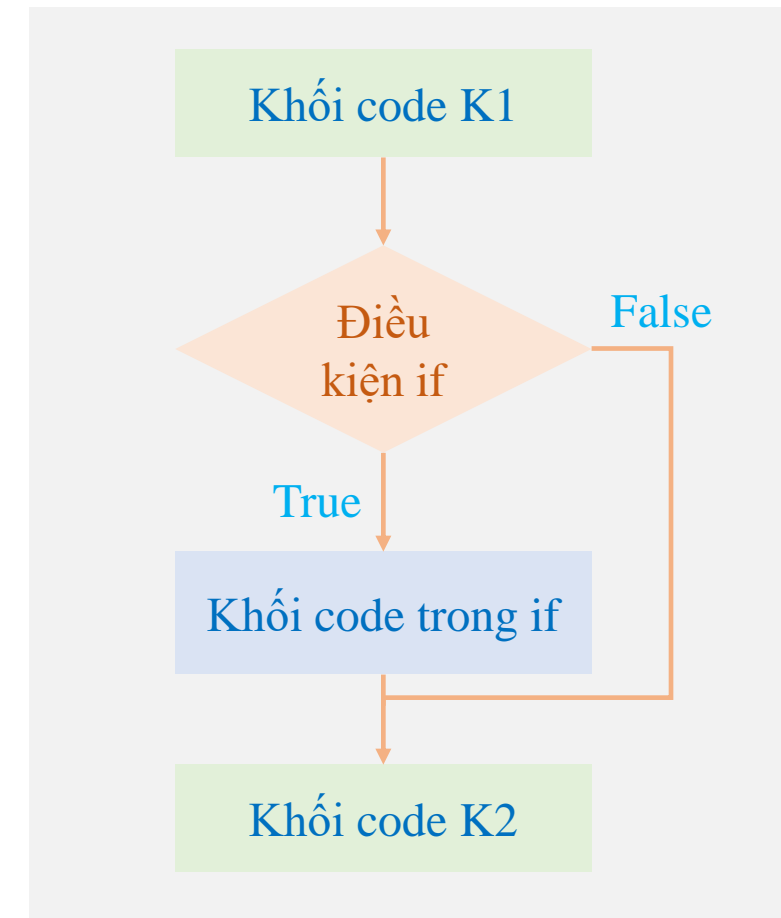 Khối code K1
Điều
kiện if
False
True
Khối code trong if
Khối code K2